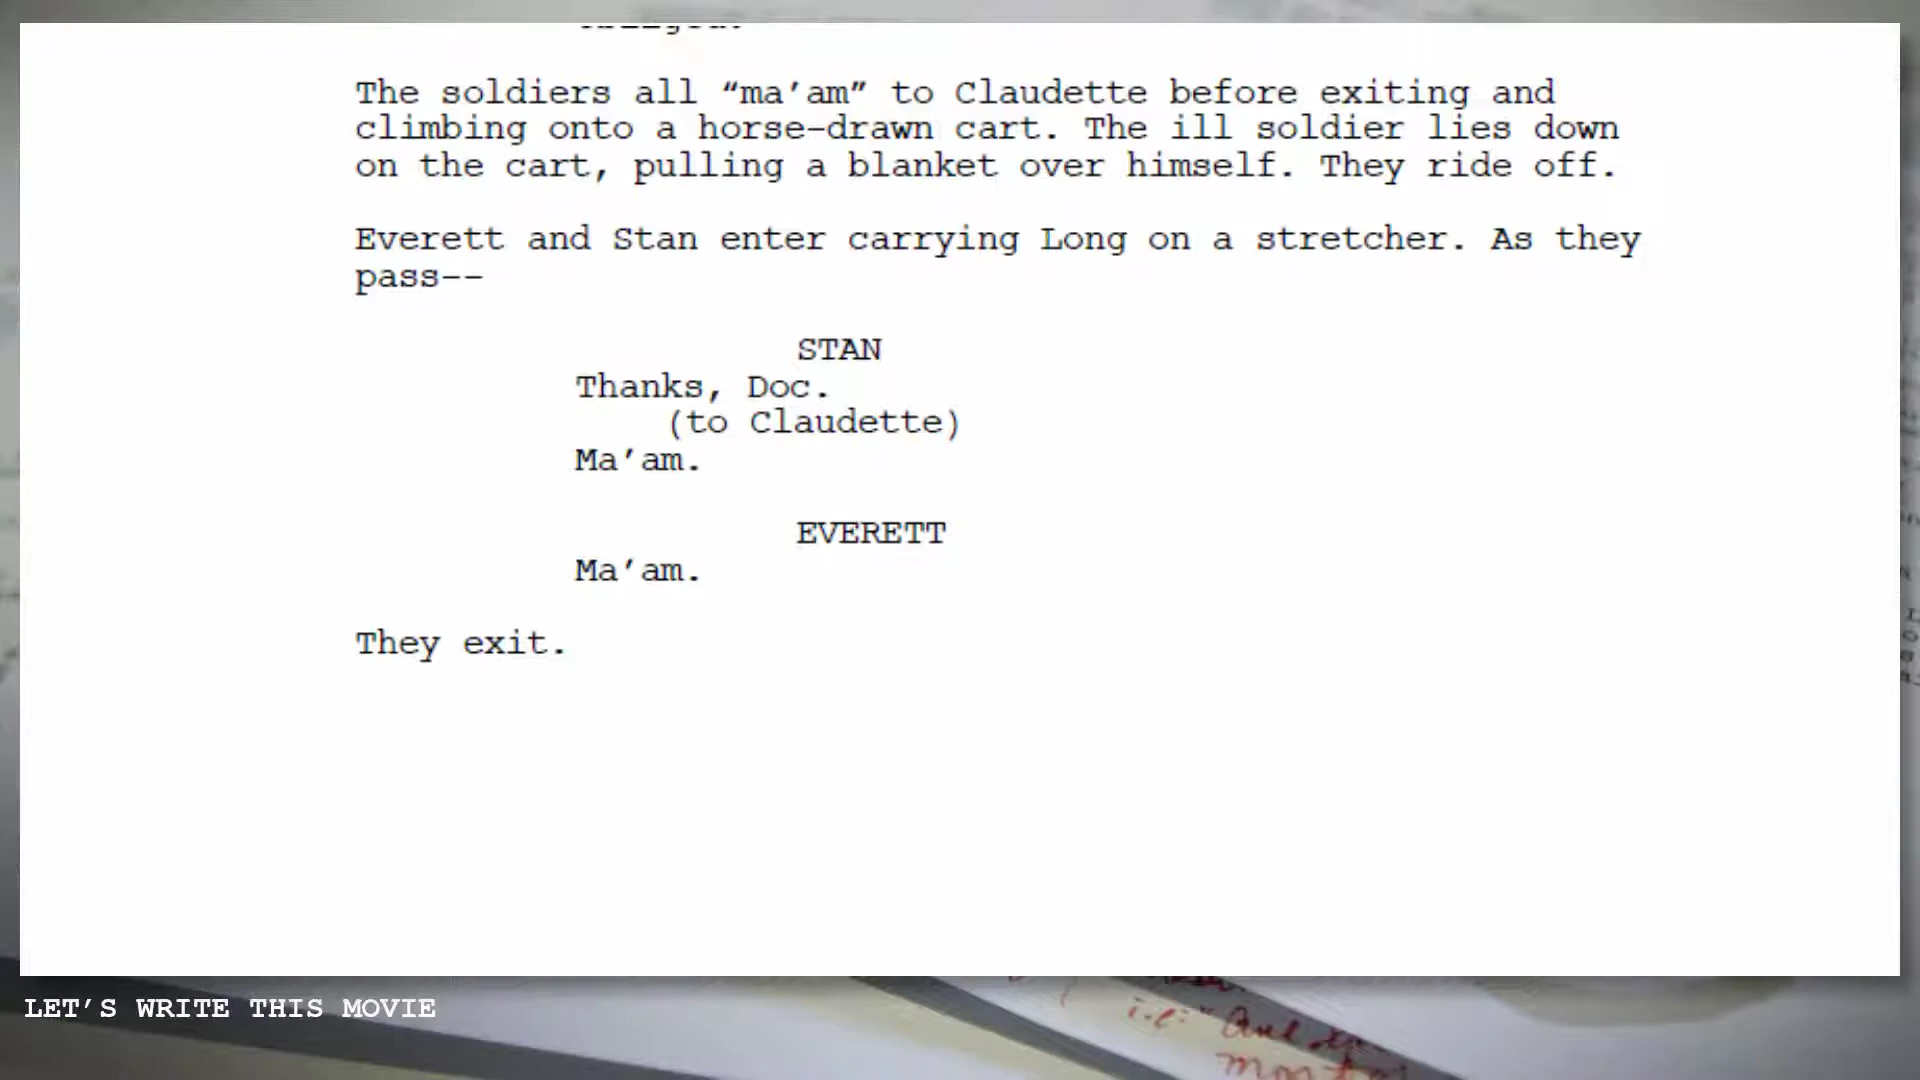 The soldiers all “ma’am” to Claudette before exiting and
climbing onto a horse-drawn cart. The ill soldier lies down
on the cart, pulling a blanket over himself. They ride off.
Everett and Stan enter carrying Long on a stretcher. As they
pass--
STAN
Thanks, Doc.
(to Claudette)
Ma’am.
EVERETT
Ma’am.
They exit.
LET’S WRITE THIS MOVIE
i.e. "And